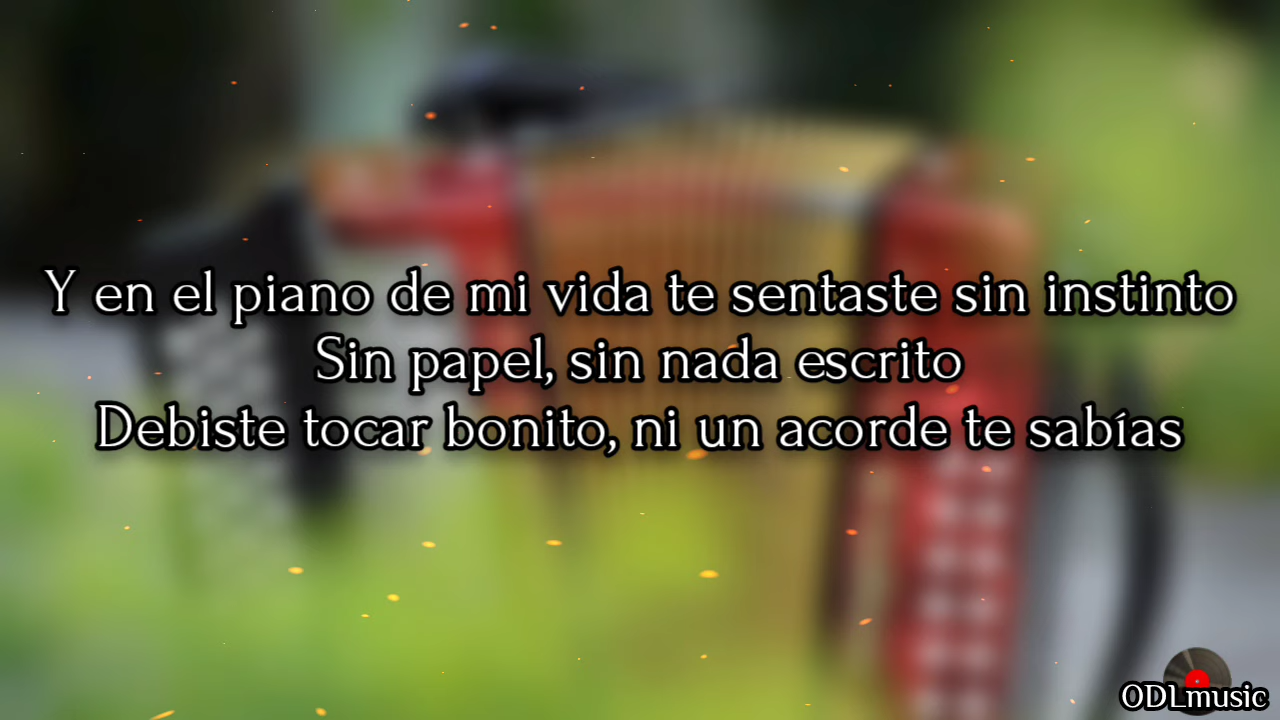 Y en el piano de mi vida te sentaste sin instinto
Sin papel, sin nada escrito
Debiste tocar bonito, ni un acorde te sabías
ODLmusic